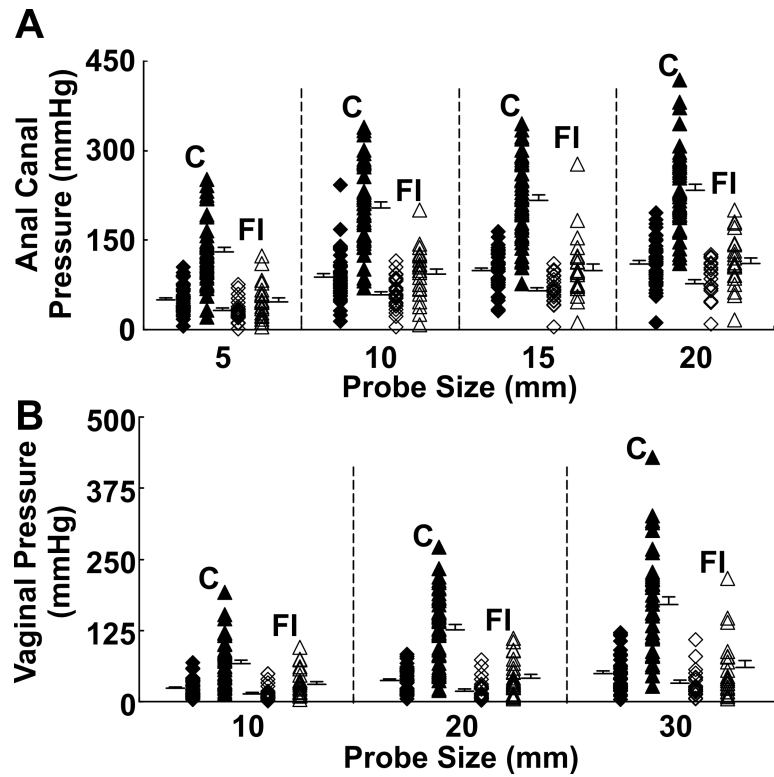 A
Anal Canal
Pressure (mmHg)
450
300
150
0
C
FI
C
FI
C
FI
C
FI
5
10
15
20
Probe Size (mm)
B
Vaginal Pressure
(mmHg)
500
375
250
125
0
C
FI
C
FI
C
FI
10
20
30
Probe Size (mm)